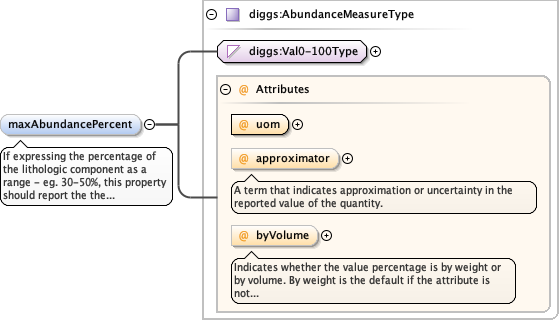 diggs:AbundanceMeasureType
diggs:Val0-100Type
@ Attributes
maxAbundancePercent
If expressing the percentage of
the lithologic component as a
range - eg. 30-50%, this property
should report the the...
@ uom
@ approximator
A term that indicates approximation or uncertainty in the
reported value of the quantity.
@ byVolume
Indicates whether the value percentage is by weight or
by volume. By weight is the default if the attribute is
not...